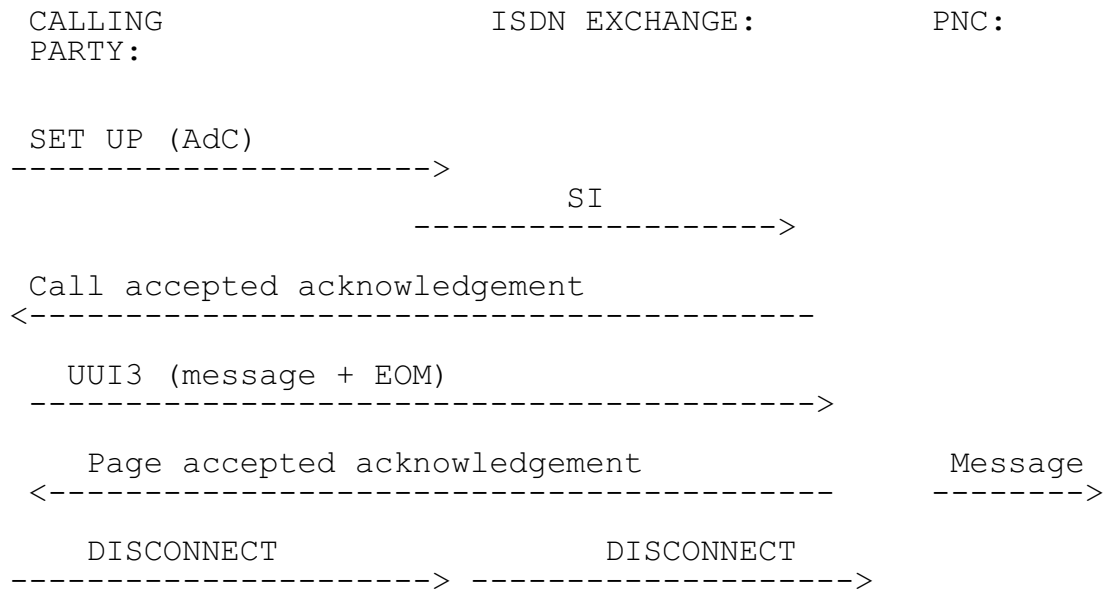 CALLING ISDN EXCHANGE: PNC:
PARTY:
SET UP (AdC)
---------------------->
SI
------------------->
Call accepted acknowledgement
<-----------------------------------------
UUI3 (message + EOM)
----------------------------------------->
Page accepted acknowledgement Message
<----------------------------------------- -------->
DISCONNECT DISCONNECT
----------------------> -------------------->